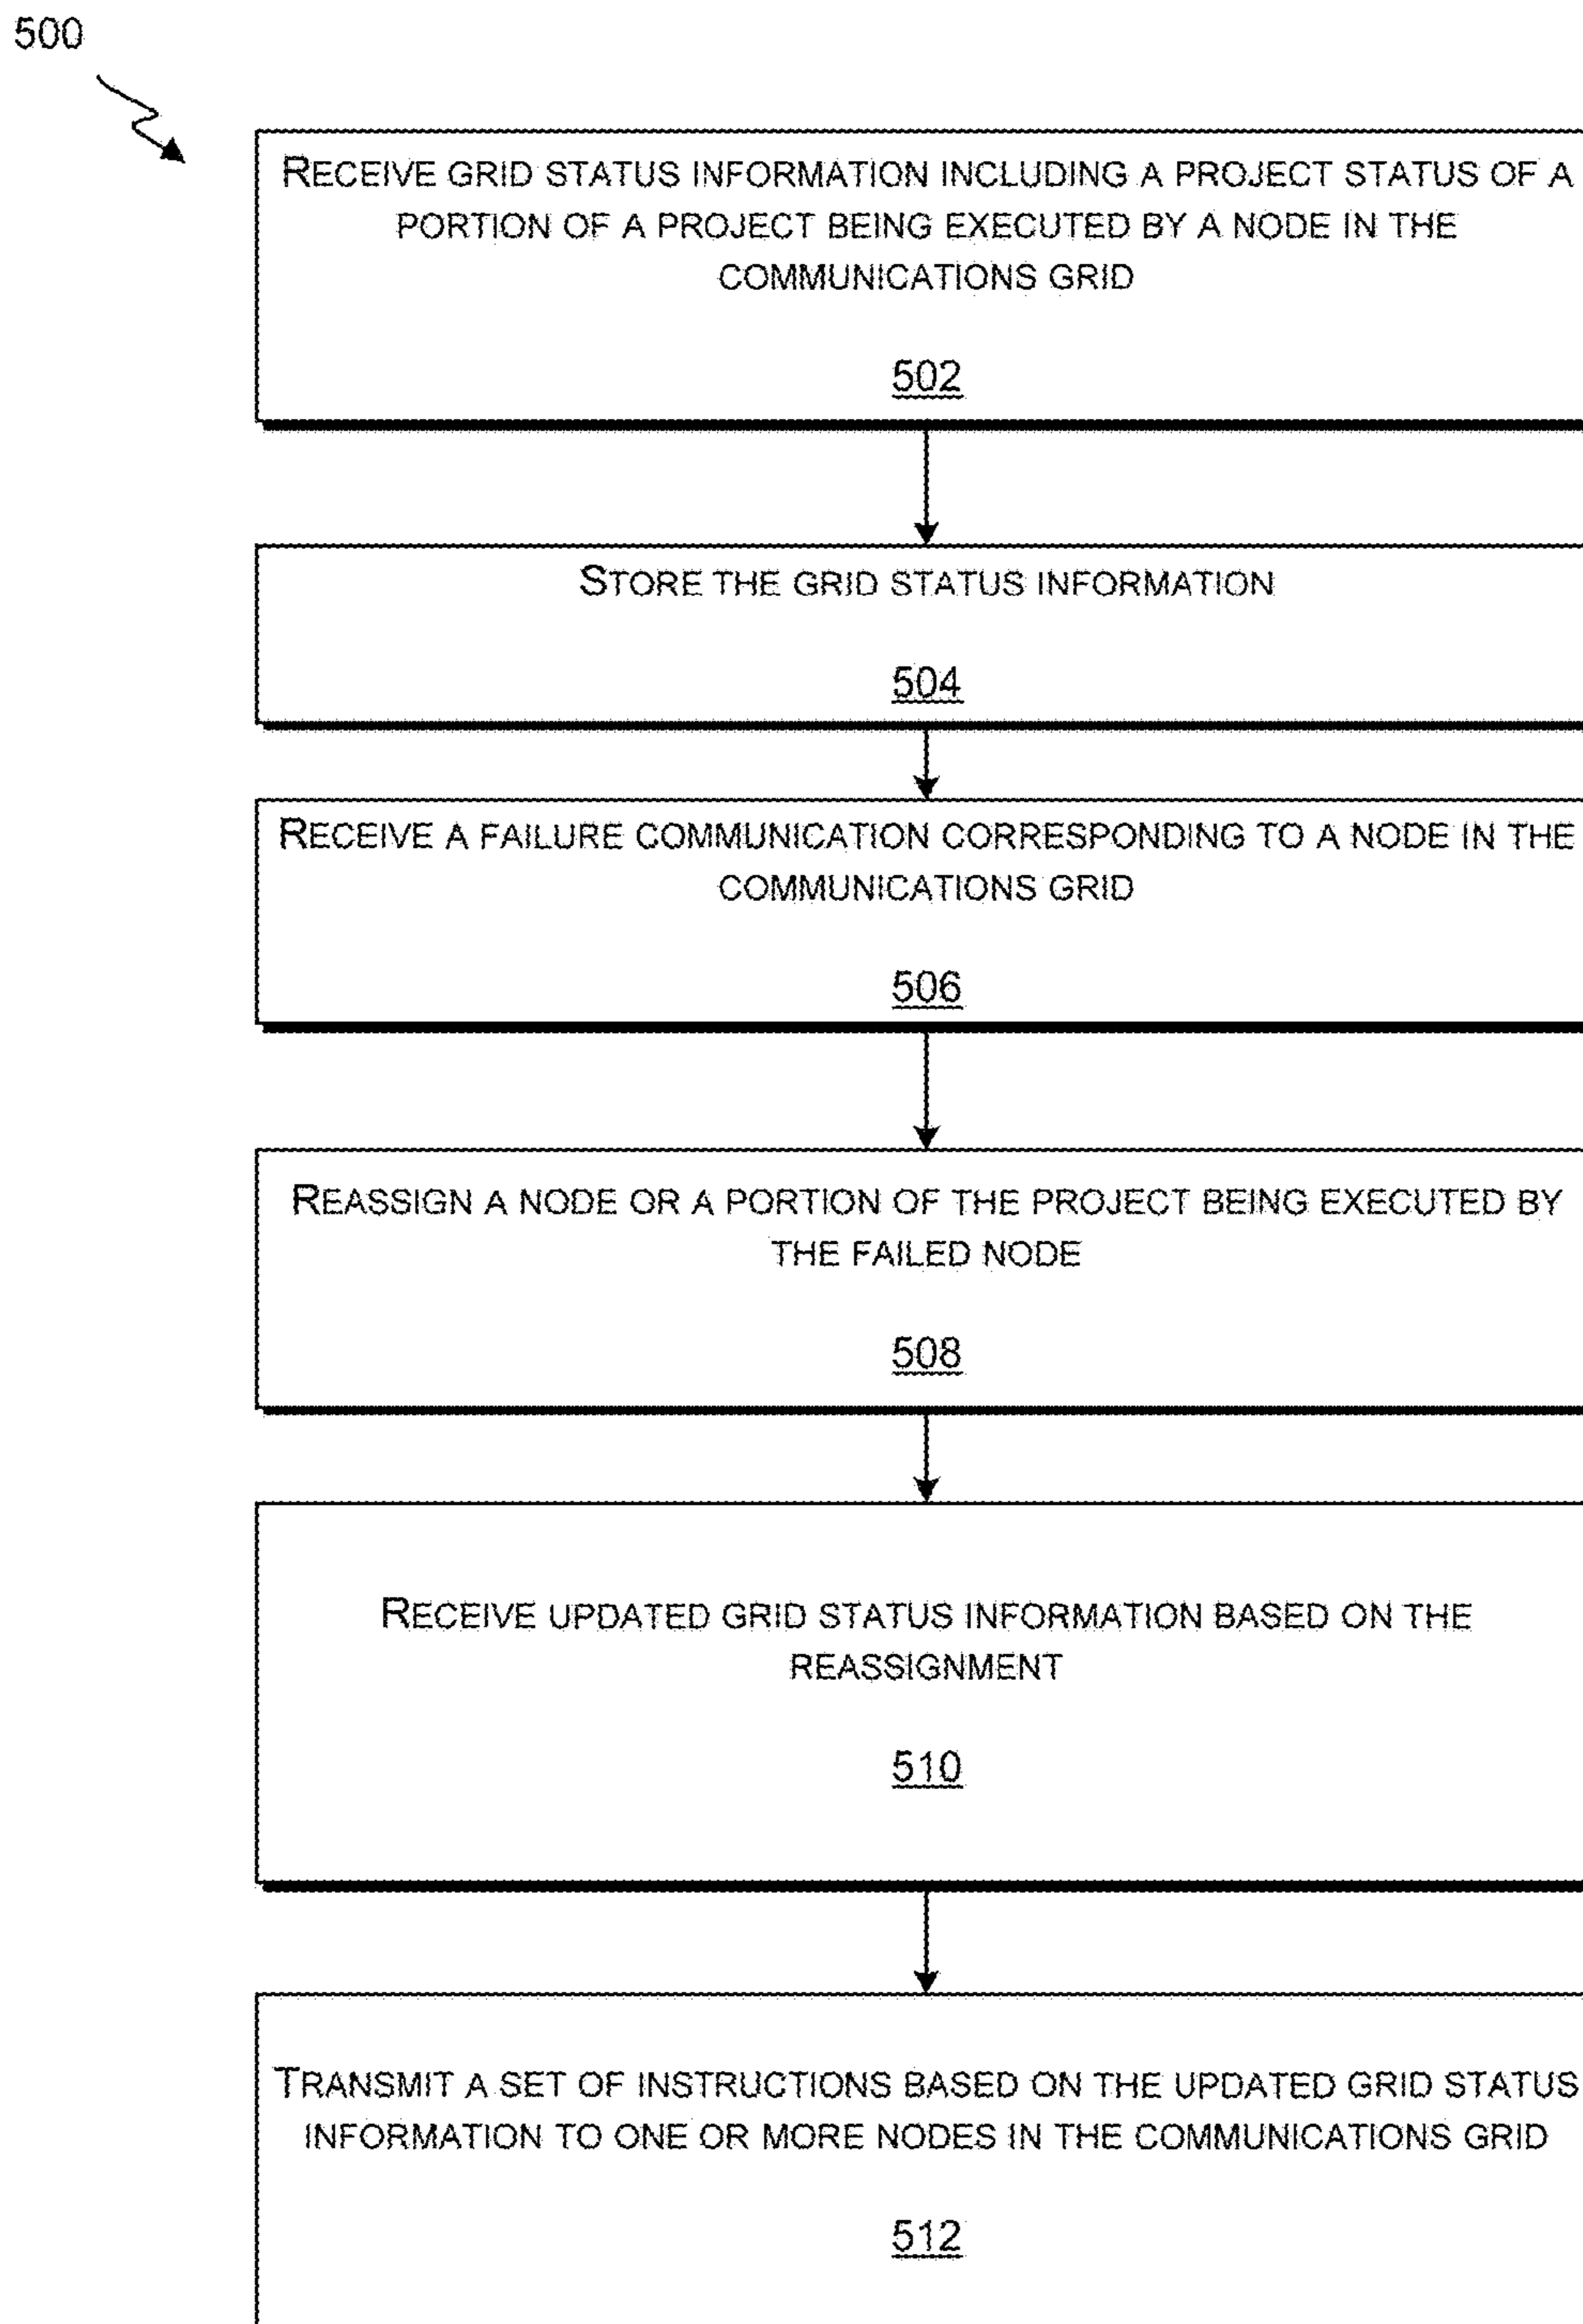 500
RECEIVE GRID STATUS INFORMATION INCLUDING A PROJECT STATUS OF A
PORTION OF A PROJECT BEING EXECUTED BY A NODE IN THE
COMMUNICATIONS GRID
502
STORE THE GRID STATUS INFORMATION
504
RECEIVE A FAILURE COMMUNICATION CORRESPONDING TO A NODE IN THE
COMMUNICATIONS GRID
506
REASSIGN A NODE OR A PORTION OF THE PROJECT BEING EXECUTED BY
THE FAILED NODE
508
RECEIVE UPDATED GRID STATUS INFORMATION BASED ON THE
REASSIGNMENT
510
TRANSMIT A SET OF INSTRUCTIONS BASED ON THE UPDATED GRID STATUS
INFORMATION TO ONE OR MORE NODES IN THE COMMUNICATIONS GRID
512